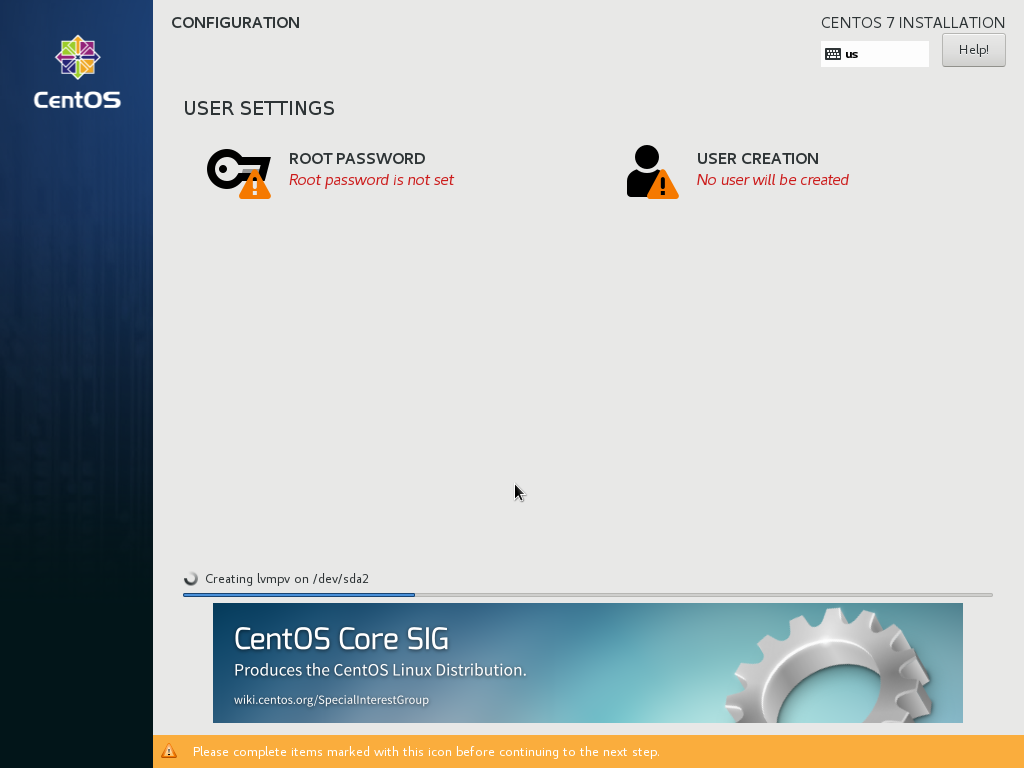 CentOS
CONFIGURATION
CENTOS 7 INSTALLATION
us
Help!
USER SETTINGS
ROOT PASSWORD
Root password is not set
USER CREATION
No user will be created
Creating lvmpv on /dev/sda2
CentOS Core SIG
Produces the CentOS Linux Distribution.
wiki.centos.org/SpecialInterestGroup
Please complete items marked with this icon before continuing to the next step.